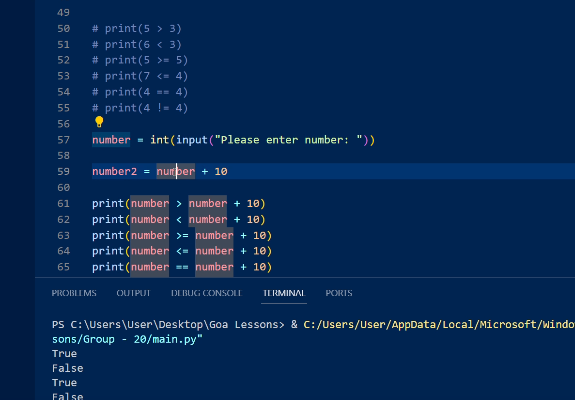 49
50 # print(5 > 3)
51 # print(6 < 3)
52 # print(5 >= 5)
53 # print(7 <= 4)
54 # print(4 == 4)
55 # print(4 != 4)
56
57 number = int(input("Please enter number: "))
58
59 number2 = number + 10
60
61 print(number > number + 10)
62 print(number < number + 10)
63 print(number >= number + 10)
64 print(number <= number + 10)
65 print(number == number + 10)
PROBLEMS OUTPUT DEBUG CONSOLE TERMINAL PORTS
PS C:\Users\User\Desktop\Goa Lessons> & C:/Users/User/AppData/Local/Microsoft/Windo
sons/Group - 20/main.py"
True
False
True
False